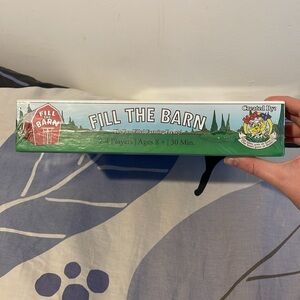 FILL
THE
BARN
FILL THE BARN
2-4 Players | Ages 8+ | 30 Min.
Created By: